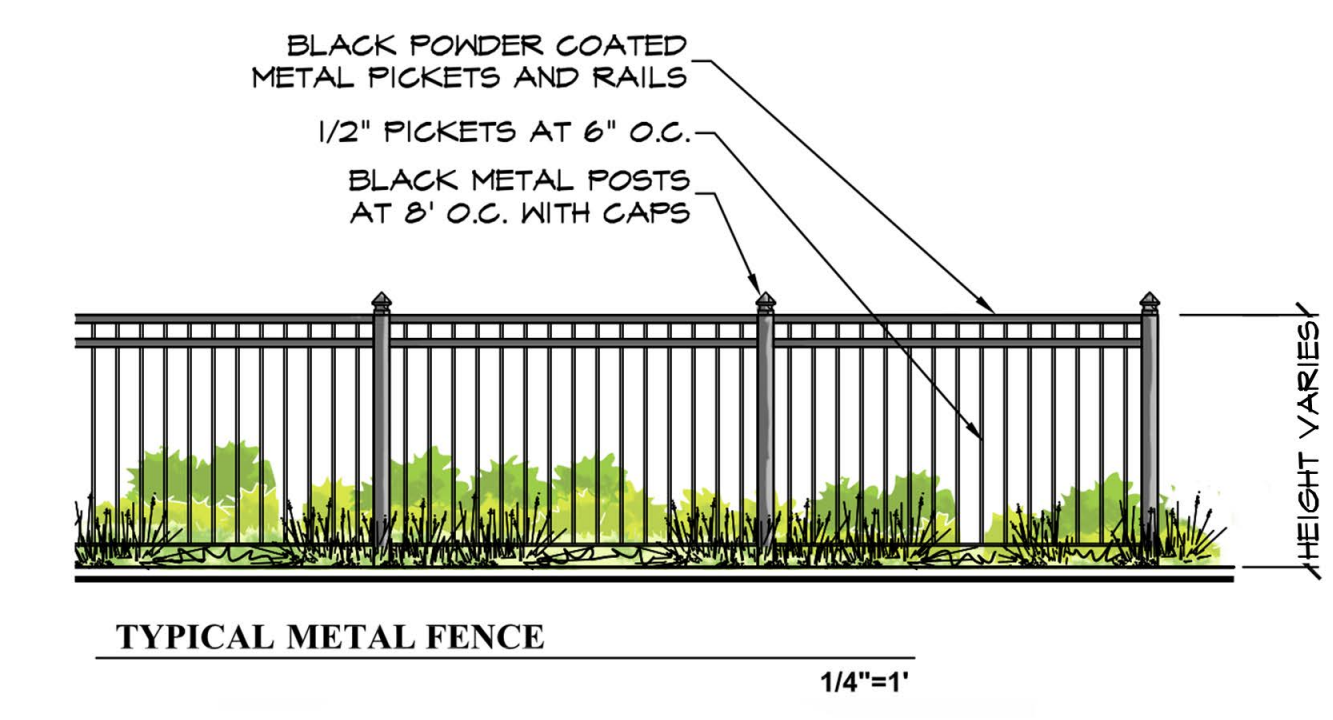 BLACK POWDER COATED
METAL PICKETS AND RAILS
1/2" PICKETS AT 6" O.C.
BLACK METAL POSTS
AT 8' O.C. WITH CAPS
HEIGHT VARIES
TYPICAL METAL FENCE
1/4"=1'